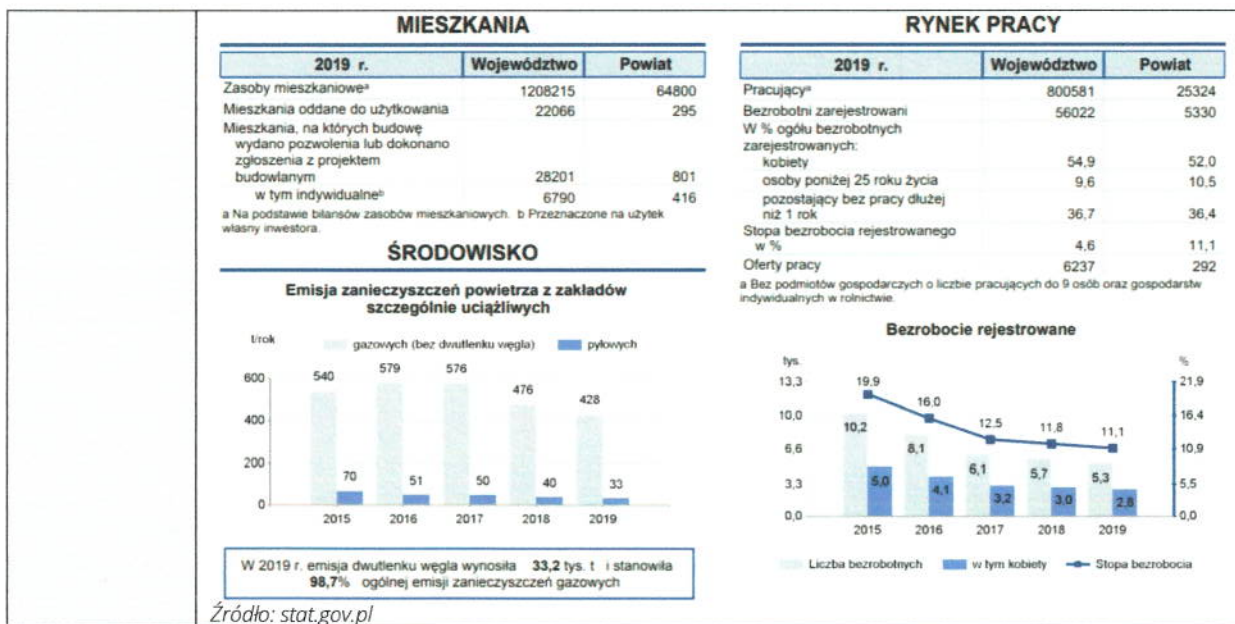 MIESZKANIA
2019 r. Województwo Powiat
Zasoby mieszkanioweᵃ 1208215 64800
Mieszkania oddane do użytkowania 22066 295
Mieszkania, na których budowę
wydano pozwolenia lub dokonano
zgłoszenia z projektem
budowlanym 28201 801
w tym indywidualneᵇ 6790 416
a Na podstawie bilansów zasobów mieszkaniowych. b Przeznaczone na użytek
własny inwestora.
ŚRODOWISKO
Emisja zanieczyszczeń powietrza z zakładów
szczególnie uciążliwych
t/rok
gazowych (bez dwutlenku węgla) pyłowych
600
400
200
0
540 579 576 476 428
70 51 50 40 33
2015 2016 2017 2018 2019
W 2019 r. emisja dwutlenku węgla wynosiła 33,2 tys. t i stanowiła
98,7% ogólnej emisji zanieczyszczeń gazowych
Źródło: stat.gov.pl
RYNEK PRACY
2019 r. Województwo Powiat
Pracującyᵃ 800581 25324
Bezrobotni zarejestrowani 56022 5330
W % ogółu bezrobotnych
zarejestrowanych:
kobiety 54,9 52,0
osoby poniżej 25 roku życia 9,6 10,5
pozostający bez pracy dłużej
niż 1 rok 36,7 36,4
Stopa bezrobocia rejestrowanego
w % 4,6 11,1
Oferty pracy 6237 292
a Bez podmiotów gospodarczych o liczbie pracujących do 9 osób oraz gospodarstw
indywidualnych w rolnictwie.
Bezrobocie rejestrowane
tys. %
13,3
10,0
6,6
3,3
0,0
19,9 16,0 12,5 11,8 11,1
10,2 8,1 6,1 5,7 5,3
5,0 4,1 3,2 3,0 2,8
21,9
16,4
10,9
5,5
0,0
2015 2016 2017 2018 2019
Liczba bezrobotnych w tym kobiety Stopa bezrobocia